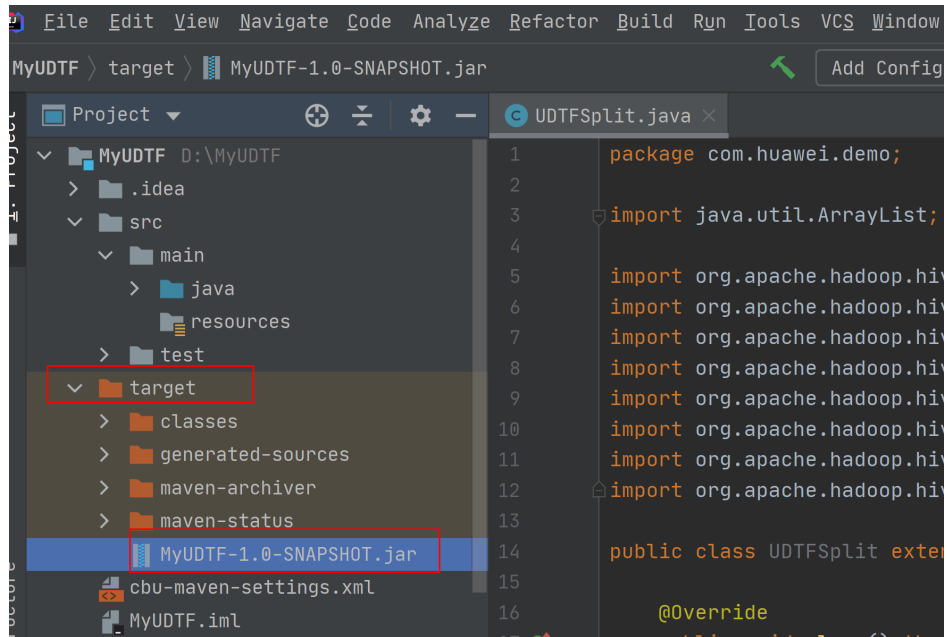 File Edit View Navigate Code Analyze Refactor Build Run Tools VCS Window
MyUDTF target MyUDTF-1.0-SNAPSHOT.jar Add Config
Project
MyUDTF D:\MyUDTF
.idea
src
main
java
resources
test
target
classes
generated-sources
maven-archiver
maven-status
MyUDTF-1.0-SNAPSHOT.jar
cbu-maven-settings.xml
MyUDTF.iml
UDTFSplit.java
1 package com.huawei.demo;
2
3 import java.util.ArrayList;
4
5 import org.apache.hadoop.hiv
6 import org.apache.hadoop.hiv
7 import org.apache.hadoop.hiv
8 import org.apache.hadoop.hiv
9 import org.apache.hadoop.hiv
10 import org.apache.hadoop.hiv
11 import org.apache.hadoop.hiv
12 import org.apache.hadoop.hiv
13
14 public class UDTFSplit exter
15
16 @Override